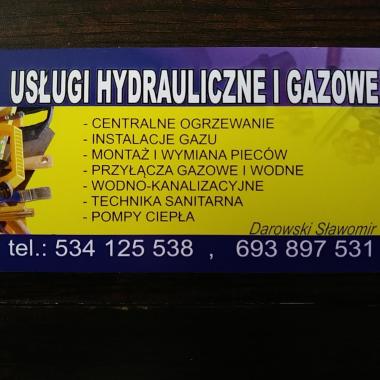 USŁUGI HYDRAULICZNE I GAZOWE
- CENTRALNE OGRZEWANIE
- INSTALACJE GAZU
- MONTAŻ I WYMIANA PIECÓW
- PRZYŁĄCZA GAZOWE I WODNE
- WODNO-KANALIZACYJNE
- TECHNIKA SANITARNA
- POMPY CIEPŁA
Darowski Sławomir
tel.: 534 125 538 , 693 897 531